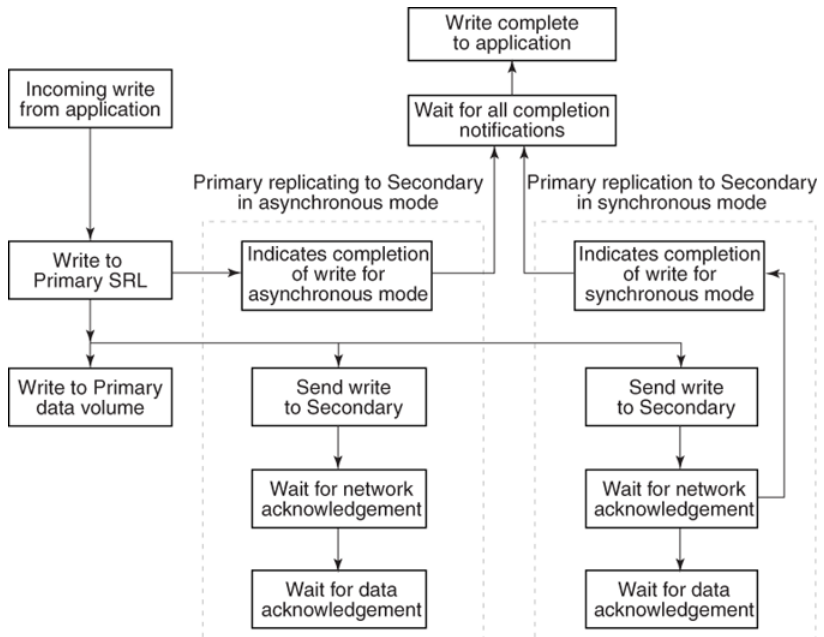 Write complete
to application
Incoming write
from application
Wait for all completion
notifications
Primary replicating to Secondary
in asynchronous mode
Primary replication to Secondary
in synchronous mode
Write to
Primary SRL
Indicates completion
of write for
asynchronous mode
Indicates completion
of write for
synchronous mode
Write to Primary
data volume
Send write
to Secondary
Send write
to Secondary
Wait for network
acknowledgement
Wait for network
acknowledgement
Wait for data
acknowledgement
Wait for data
acknowledgement